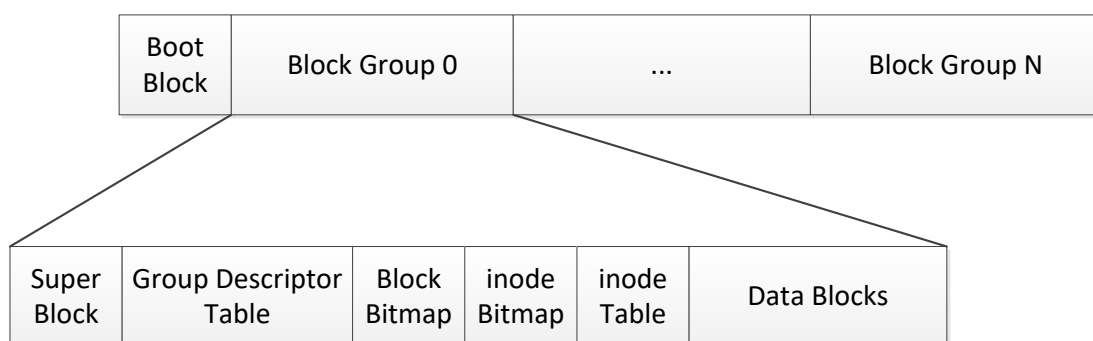 Boot
Block
Block Group 0
...
Block Group N
Super
Block
Group Descriptor
Table
Block
Bitmap
inode
Bitmap
inode
Table
Data Blocks